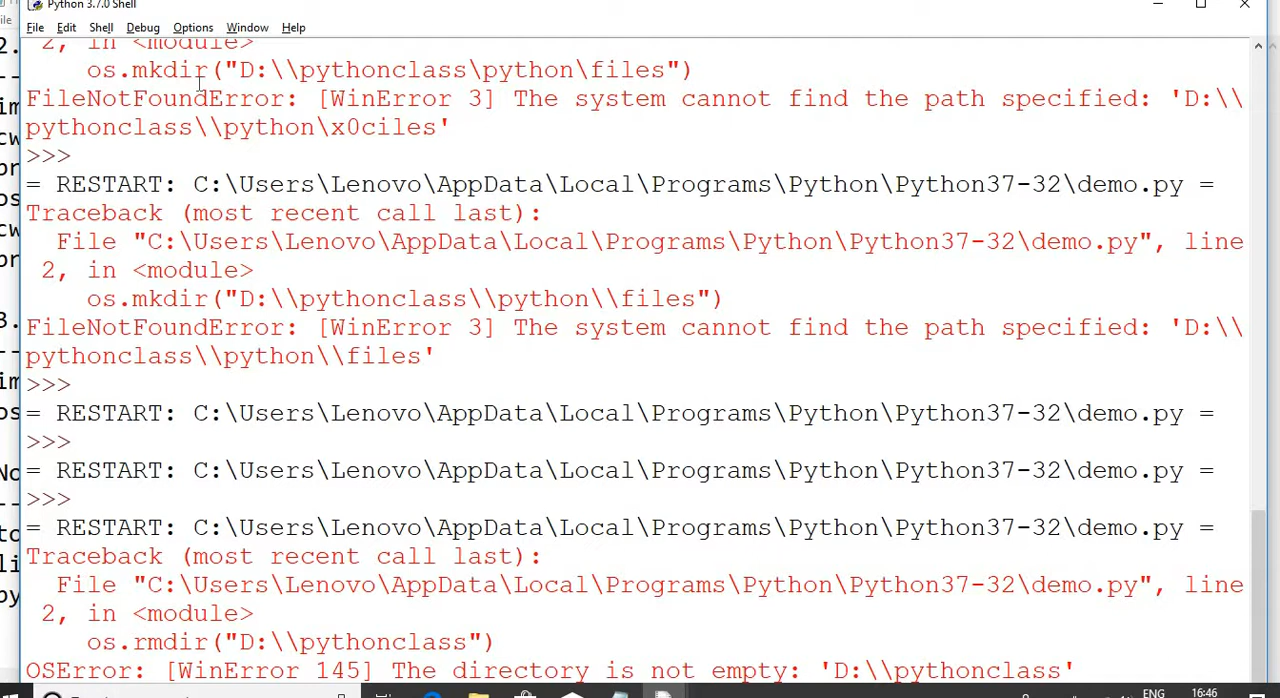 Python 3.7.0 Shell
File Edit Shell Debug Options Window Help
2, in <module>
os.mkdir("D:\\pythonclass\python\files")
FileNotFoundError: [WinError 3] The system cannot find the path specified: 'D:\\
pythonclass\\python\x0ciles'
>>>
= RESTART: C:\Users\Lenovo\AppData\Local\Programs\Python\Python37-32\demo.py =
Traceback (most recent call last):
File "C:\Users\Lenovo\AppData\Local\Programs\Python\Python37-32\demo.py", line
2, in <module>
os.mkdir("D:\\pythonclass\\python\\files")
FileNotFoundError: [WinError 3] The system cannot find the path specified: 'D:\\
pythonclass\\python\\files'
>>>
= RESTART: C:\Users\Lenovo\AppData\Local\Programs\Python\Python37-32\demo.py =
>>>
= RESTART: C:\Users\Lenovo\AppData\Local\Programs\Python\Python37-32\demo.py =
>>>
= RESTART: C:\Users\Lenovo\AppData\Local\Programs\Python\Python37-32\demo.py =
Traceback (most recent call last):
File "C:\Users\Lenovo\AppData\Local\Programs\Python\Python37-32\demo.py", line
2, in <module>
os.rmdir("D:\\pythonclass")
OSError: [WinError 145] The directory is not empty: 'D:\\pythonclass'
ENG 16:46